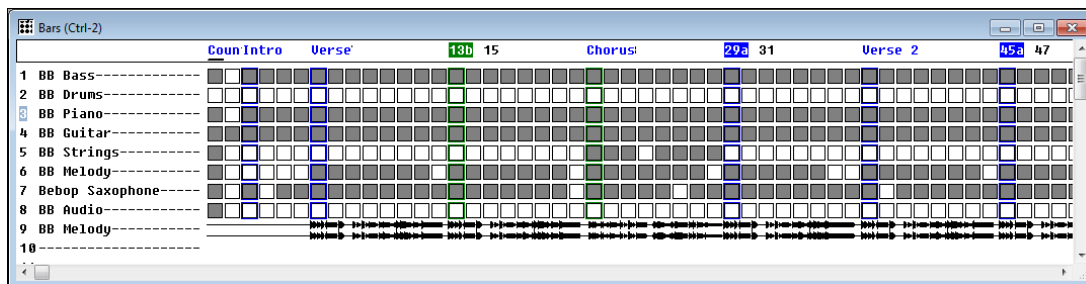 Bars (Ctrl-2)
Coun Intro Verse 13b 15 Chorus 29a 31 Verse 2 45a 47
1 BB Bass-------------
2 BB Drums------------
3 BB Piano------------
4 BB Guitar-----------
5 BB Strings----------
6 BB Melody-----------
7 Bebop Saxophone-----
8 BB Audio------------
9 BB Melody-----------
10--------------------